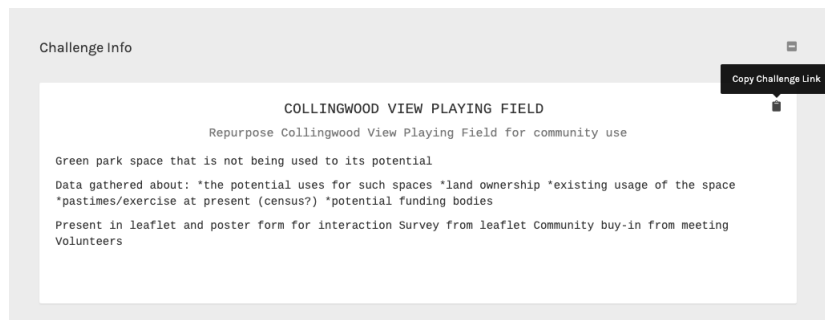 Challenge Info
Copy Challenge Link
COLLINGWOOD VIEW PLAYING FIELD
Repurpose Collingwood View Playing Field for community use
Green park space that is not being used to its potential
Data gathered about: *the potential uses for such spaces *land ownership *existing usage of the space
*pastimes/exercise at present (census?) *potential funding bodies
Present in leaflet and poster form for interaction Survey from leaflet Community buy-in from meeting
Volunteers